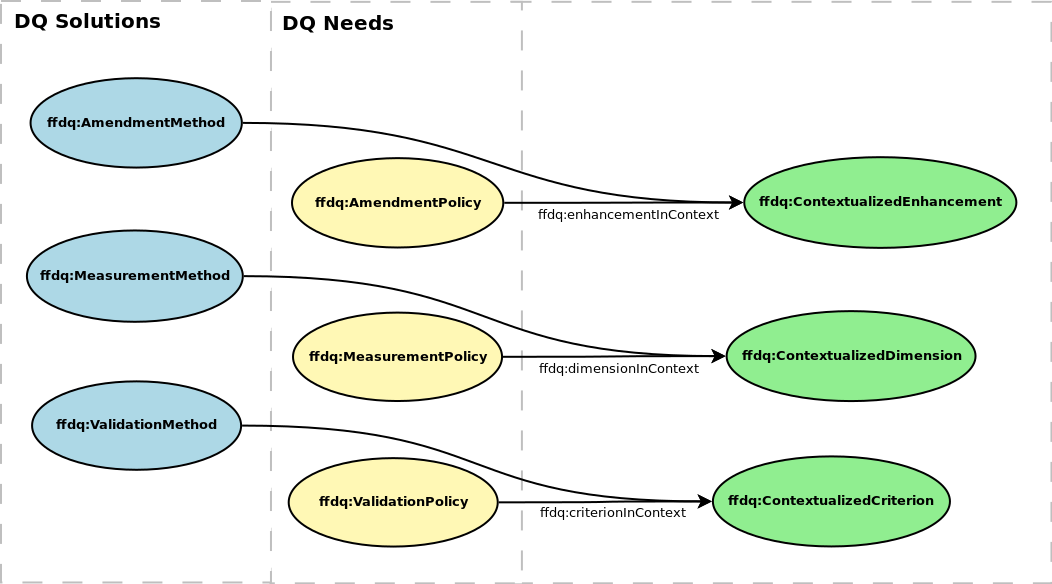 DQ Solutions
DQ Needs
ffdq:AmendmentMethod
ffdq:AmendmentPolicy
ffdq:ContextualizedEnhancement
ffdq:enhancementInContext
ffdq:MeasurementMethod
ffdq:MeasurementPolicy
ffdq:ContextualizedDimension
ffdq:dimensionInContext
ffdq:ValidationMethod
ffdq:ValidationPolicy
ffdq:ContextualizedCriterion
ffdq:criterionInContext